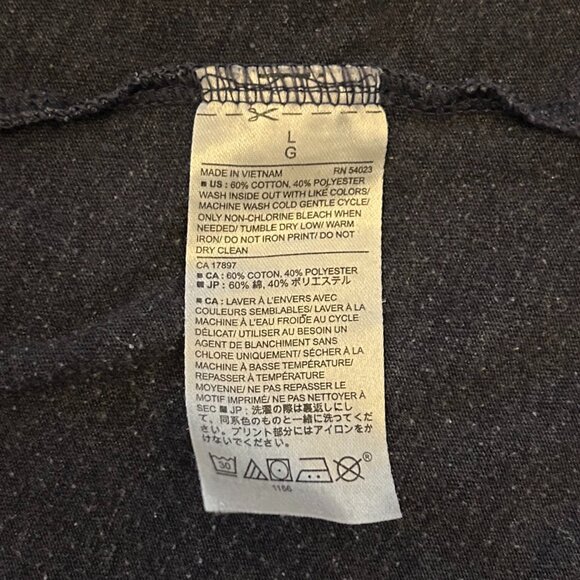 L
G
MADE IN VIETNAM RN 54023
■ US : 60% COTTON, 40% POLYESTER
WASH INSIDE OUT WITH LIKE COLORS/
MACHINE WASH COLD GENTLE CYCLE/
ONLY NON-CHLORINE BLEACH WHEN
NEEDED/ TUMBLE DRY LOW/ WARM
IRON/ DO NOT IRON PRINT/ DO NOT
DRY CLEAN
CA 17897
■ CA : 60% COTON, 40% POLYESTER
■ JP : 60% 綿, 40% ポリエステル
■ CA : LAVER À L'ENVERS AVEC
COULEURS SEMBLABLES/ LAVER À LA
MACHINE À L'EAU FROIDE AU CYCLE
DÉLICAT/ UTILISER AU BESOIN UN
AGENT DE BLANCHIMENT SANS
CHLORE UNIQUEMENT/ SÉCHER À LA
MACHINE À BASSE TEMPÉRATURE/
REPASSER À TEMPÉRATURE
MOYENNE/ NE PAS REPASSER LE
MOTIF IMPRIMÉ/ NE PAS NETTOYER À
SEC ■ JP : 洗濯の際は裏返しにし
て、同系色のものと一緒に洗ってくだ
さい。プリント部分にはアイロンをか
けないでください。
30
®
1166